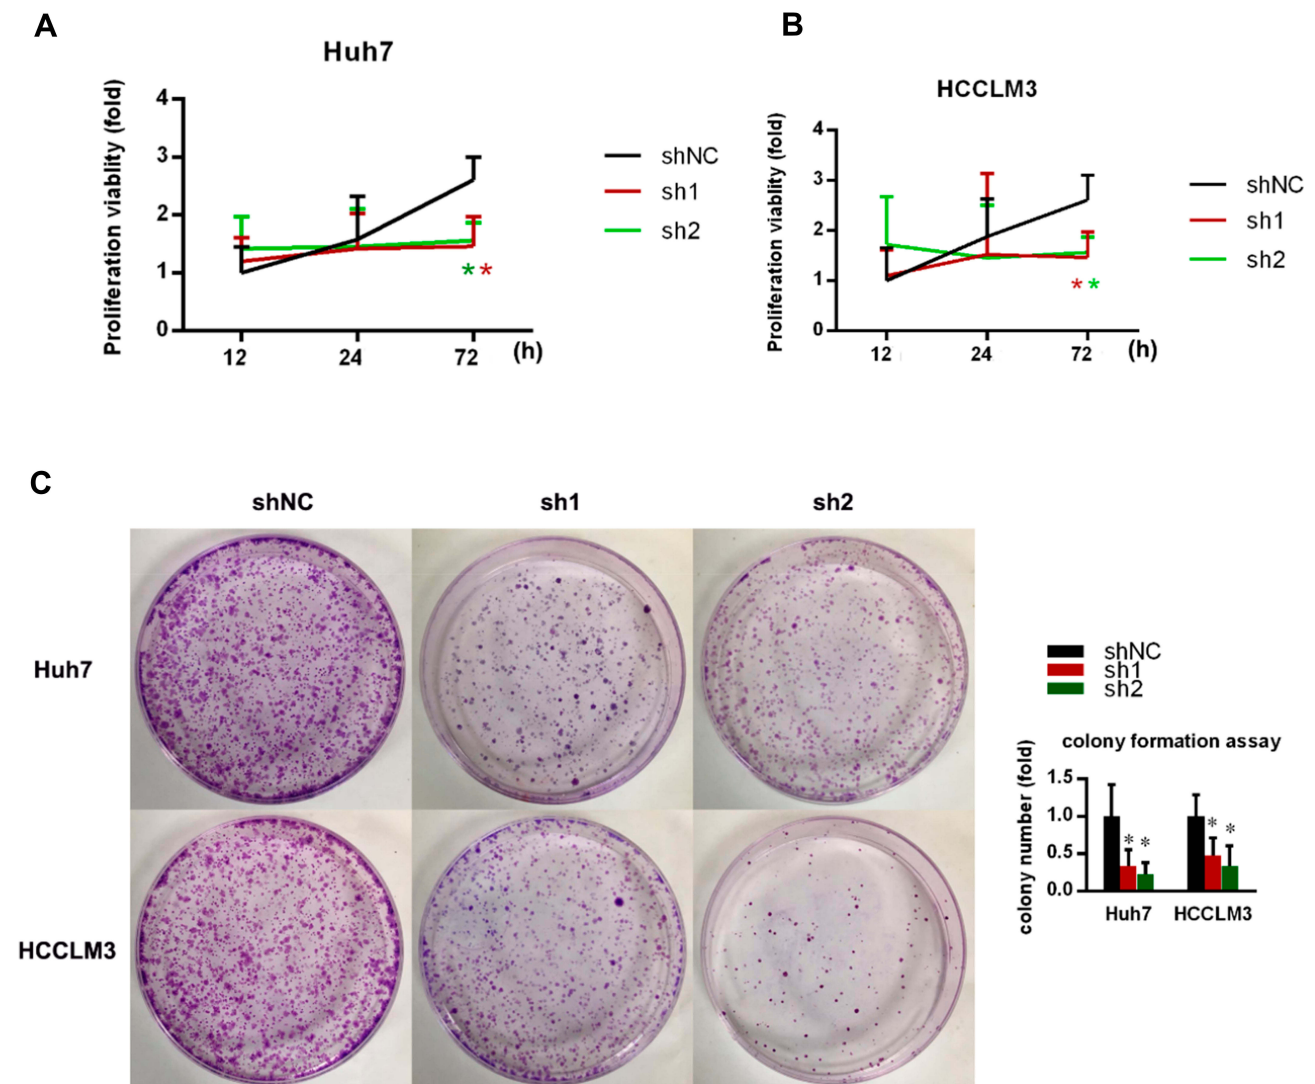 A
Huh7
Proliferation viablity (fold)
4
3
2
1
0
12 24 72 (h)
* *
shNC
sh1
sh2
B
HCCLM3
Proliferation viablity (fold)
4
3
2
1
0
12 24 72 (h)
* *
shNC
sh1
sh2
C
shNC sh1 sh2
Huh7
HCCLM3
shNC
sh1
sh2
colony formation assay
colony number (fold)
1.5
1.0
0.5
0.0
* * * *
Huh7 HCCLM3